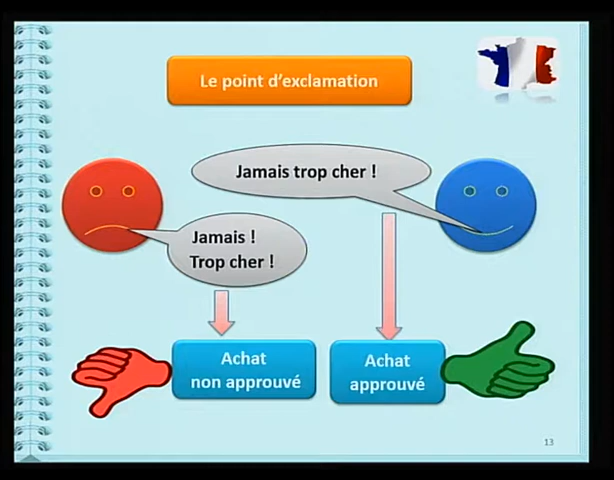 Le point d'exclamation
Jamais trop cher !
Jamais !
Trop cher !
Achat
non approuvé
Achat
approuvé
13